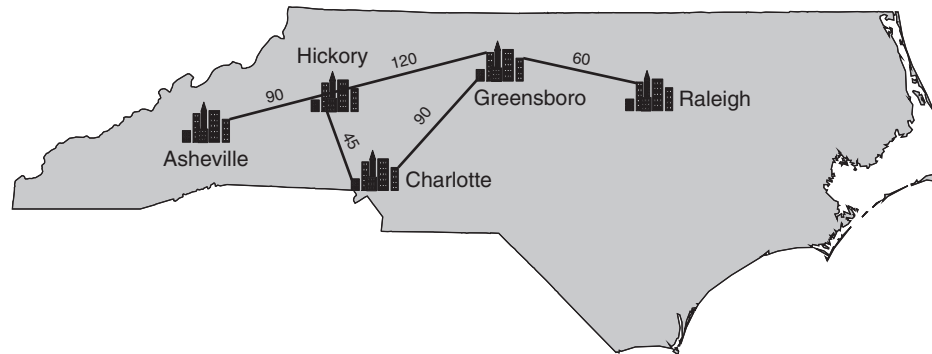 Hickory
120
60
90
Greensboro
Raleigh
90
45
Asheville
Charlotte